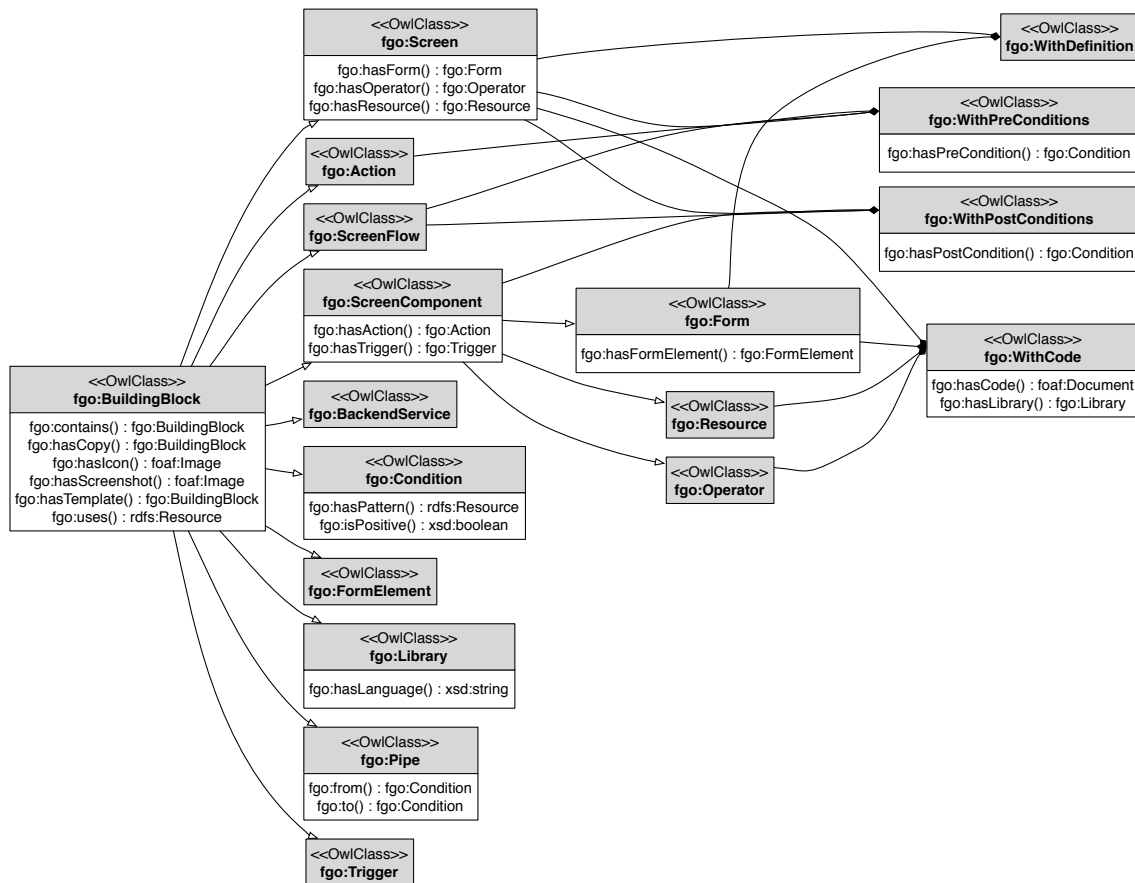 <<OwlClass>>
fgo:Screen
fgo:hasForm() : fgo:Form
fgo:hasOperator() : fgo:Operator
fgo:hasResource() : fgo:Resource
<<OwlClass>>
fgo:WithDefinition
<<OwlClass>>
fgo:WithPreConditions
fgo:hasPreCondition() : fgo:Condition
<<OwlClass>>
fgo:Action
<<OwlClass>>
fgo:ScreenFlow
<<OwlClass>>
fgo:WithPostConditions
fgo:hasPostCondition() : fgo:Condition
<<OwlClass>>
fgo:ScreenComponent
fgo:hasAction() : fgo:Action
fgo:hasTrigger() : fgo:Trigger
<<OwlClass>>
fgo:Form
fgo:hasFormElement() : fgo:FormElement
<<OwlClass>>
fgo:WithCode
fgo:hasCode() : foaf:Document
fgo:hasLibrary() : fgo:Library
<<OwlClass>>
fgo:BuildingBlock
fgo:contains() : fgo:BuildingBlock
fgo:hasCopy() : fgo:BuildingBlock
fgo:hasIcon() : foaf:Image
fgo:hasScreenshot() : foaf:Image
fgo:hasTemplate() : fgo:BuildingBlock
fgo:uses() : rdfs:Resource
<<OwlClass>>
fgo:BackendService
<<OwlClass>>
fgo:Resource
<<OwlClass>>
fgo:Operator
<<OwlClass>>
fgo:Condition
fgo:hasPattern() : rdfs:Resource
fgo:isPositive() : xsd:boolean
<<OwlClass>>
fgo:FormElement
<<OwlClass>>
fgo:Library
fgo:hasLanguage() : xsd:string
<<OwlClass>>
fgo:Pipe
fgo:from() : fgo:Condition
fgo:to() : fgo:Condition
<<OwlClass>>
fgo:Trigger